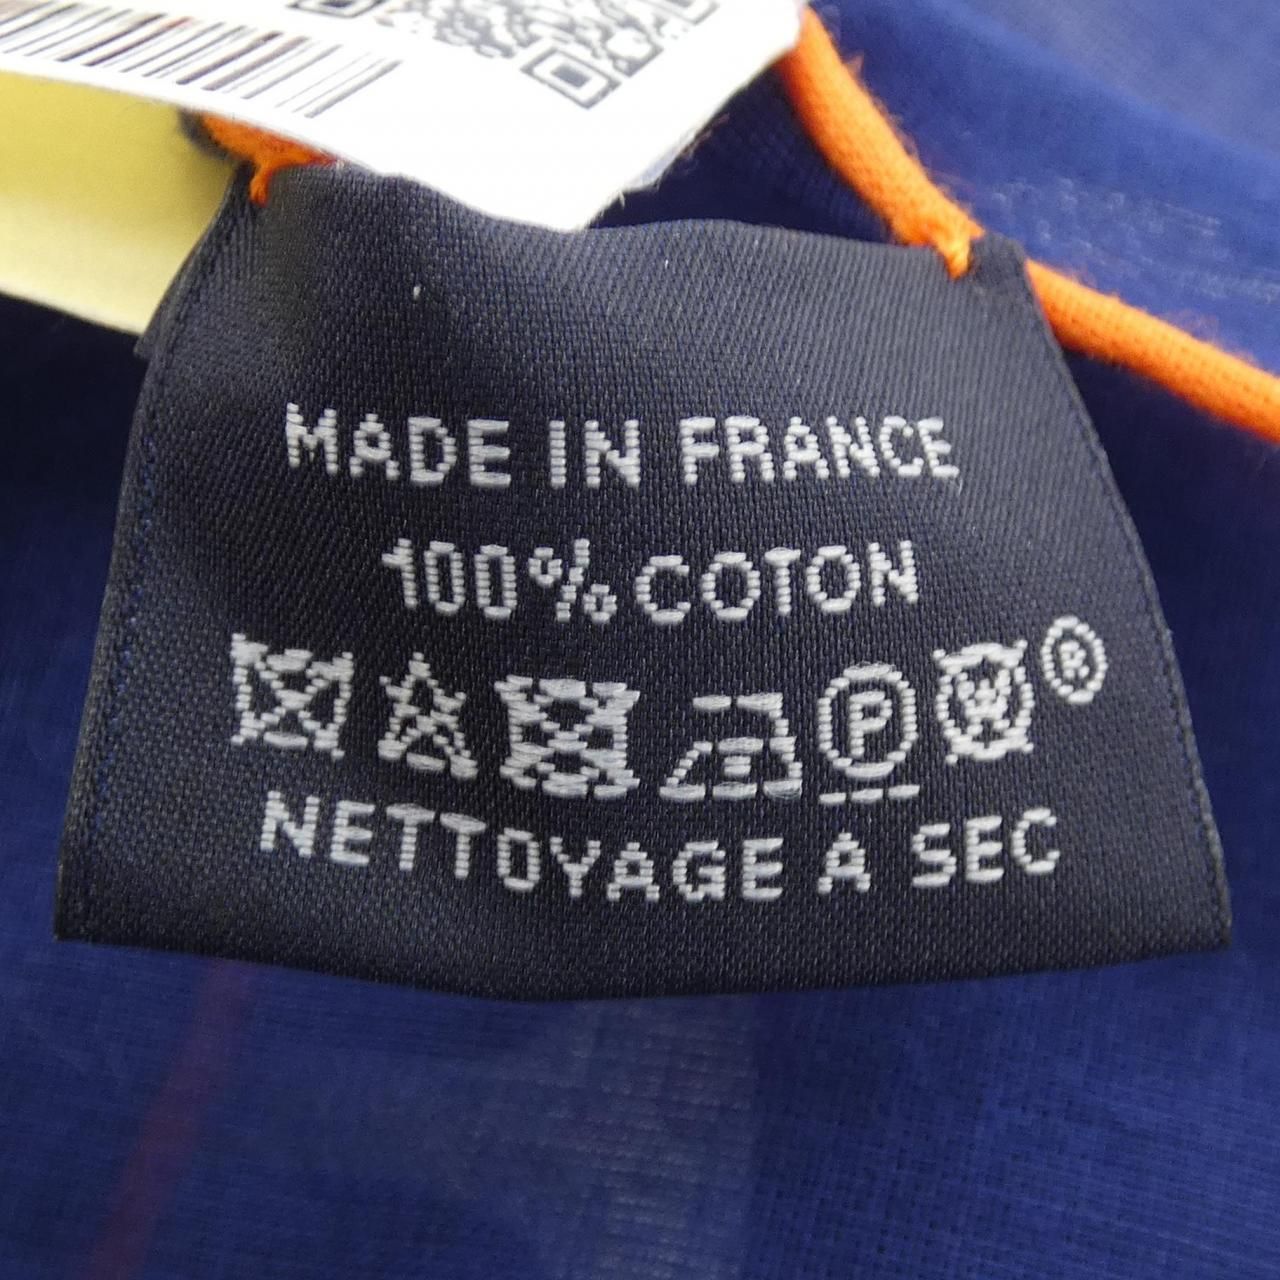 MADE IN FRANCE
100% COTON
P W ®
NETTOYAGE A SEC